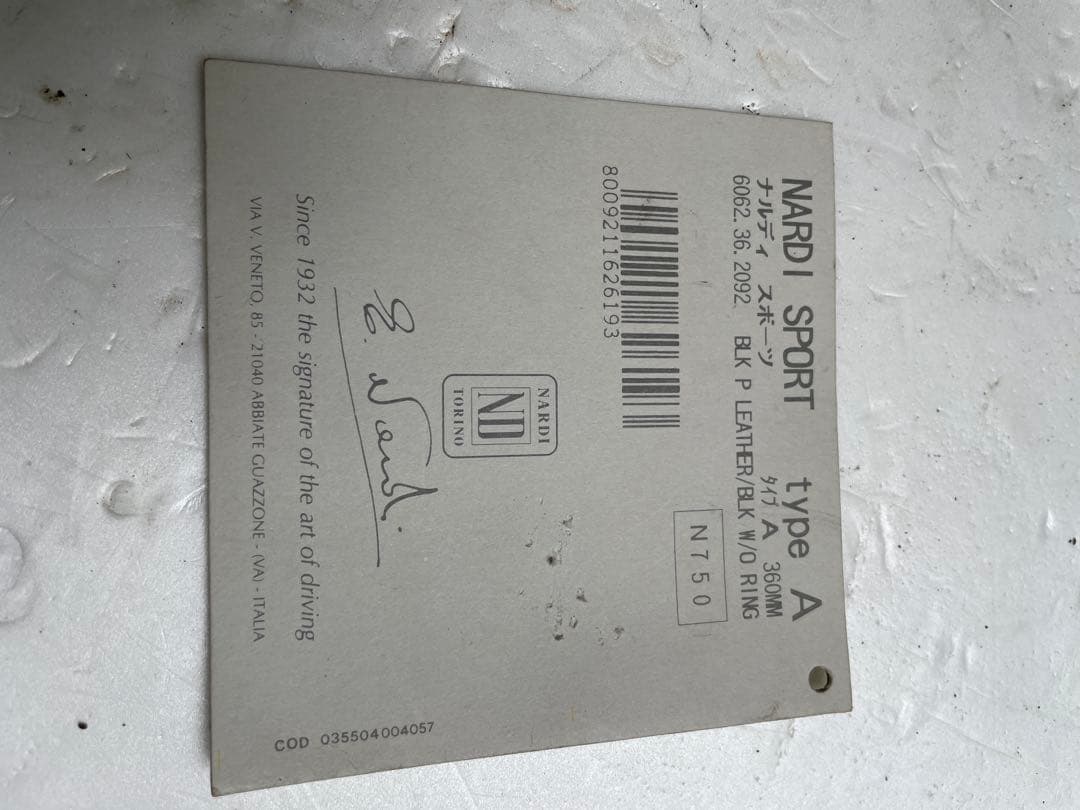 NARDI SPORT type A
ナルディ スポーツ タイプ A 360MM
6062.36.2092. BLK P LEATHER/BLK W/O RING
8009211626193
N750
NARDI
ND
TORINO
E. Nardi
Since 1932 the signature of the art of driving
VIA V. VENETO, 85 - 21040 ABBIATE GUAZZONE - (VA) - ITALIA
COD 035504004057